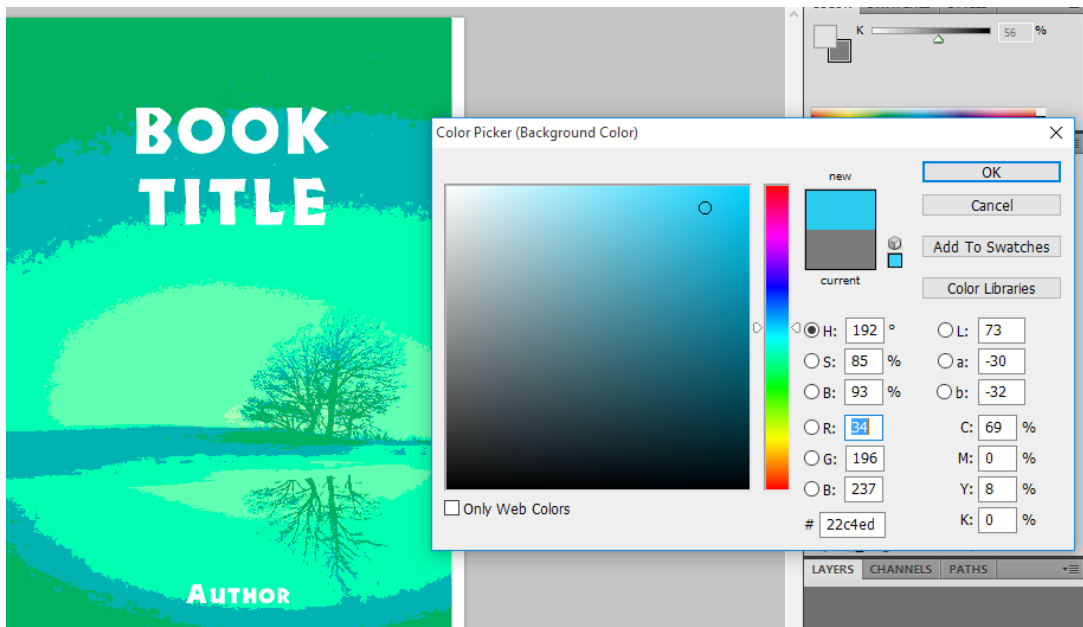 K 56 %
BOOK
TITLE
AUTHOR
Color Picker (Background Color)
new
current
OK
Cancel
Add To Swatches
Color Libraries
H: 192 °
S: 85 %
B: 93 %
R: 34
G: 196
B: 237
# 22c4ed
L: 73
a: -30
b: -32
C: 69 %
M: 0 %
Y: 8 %
K: 0 %
Only Web Colors
LAYERS CHANNELS PATHS